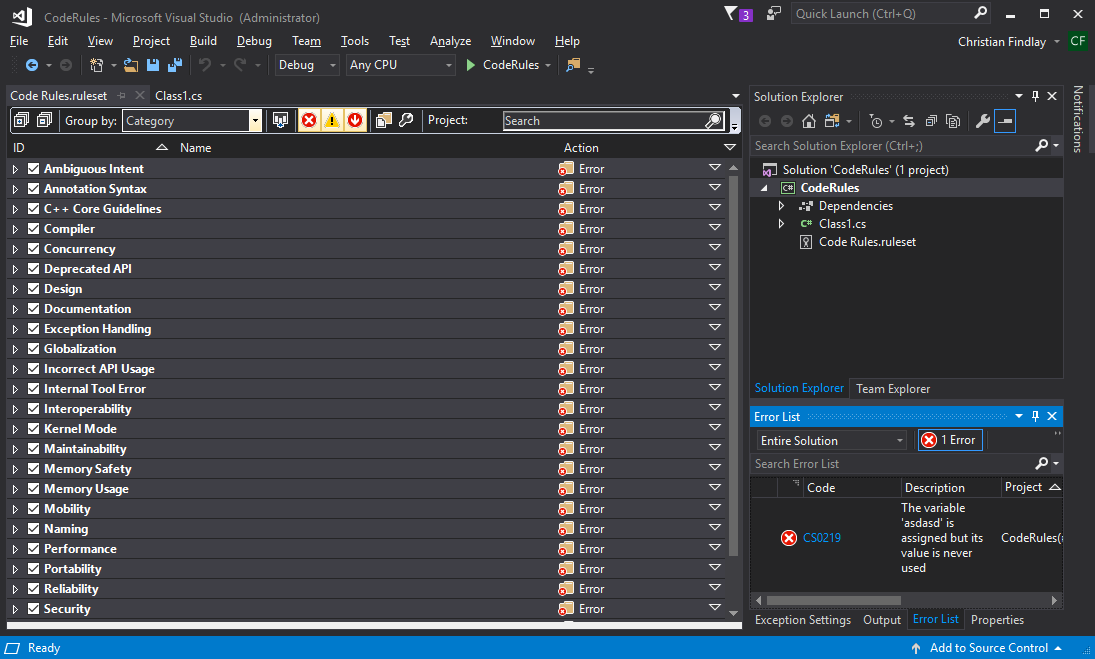 CodeRules - Microsoft Visual Studio (Administrator)
3
Quick Launch (Ctrl+Q)
File Edit View Project Build Debug Team Tools Test Analyze Window Help
Christian Findlay CF
Debug Any CPU CodeRules
Code Rules.ruleset Class1.cs
Group by: Category Project: Search
ID Name Action
Ambiguous Intent Error
Annotation Syntax Error
C++ Core Guidelines Error
Compiler Error
Concurrency Error
Deprecated API Error
Design Error
Documentation Error
Exception Handling Error
Globalization Error
Incorrect API Usage Error
Internal Tool Error Error
Interoperability Error
Kernel Mode Error
Maintainability Error
Memory Safety Error
Memory Usage Error
Mobility Error
Naming Error
Performance Error
Portability Error
Reliability Error
Security Error
Solution Explorer
Search Solution Explorer (Ctrl+;)
Solution 'CodeRules' (1 project)
C# CodeRules
Dependencies
C# Class1.cs
Code Rules.ruleset
Solution Explorer Team Explorer
Notifications
Error List
Entire Solution 1 Error
Search Error List
Code Description Project
CS0219
The variable
'asdasd' is
assigned but its
value is never
used
CodeRules(
Exception Settings Output Error List Properties
Ready
Add to Source Control